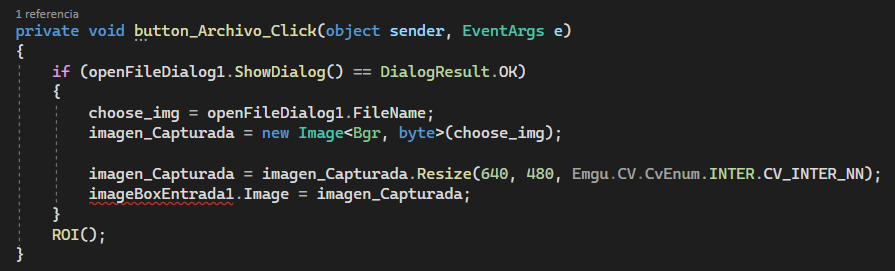 1 referencia
private void button_Archivo_Click(object sender, EventArgs e)
{
if (openFileDialog1.ShowDialog() == DialogResult.OK)
{
choose_img = openFileDialog1.FileName;
imagen_Capturada = new Image<Bgr, byte>(choose_img);
imagen_Capturada = imagen_Capturada.Resize(640, 480, Emgu.CV.CvEnum.INTER.CV_INTER_NN);
imageBoxEntrada1.Image = imagen_Capturada;
}
ROI();
}